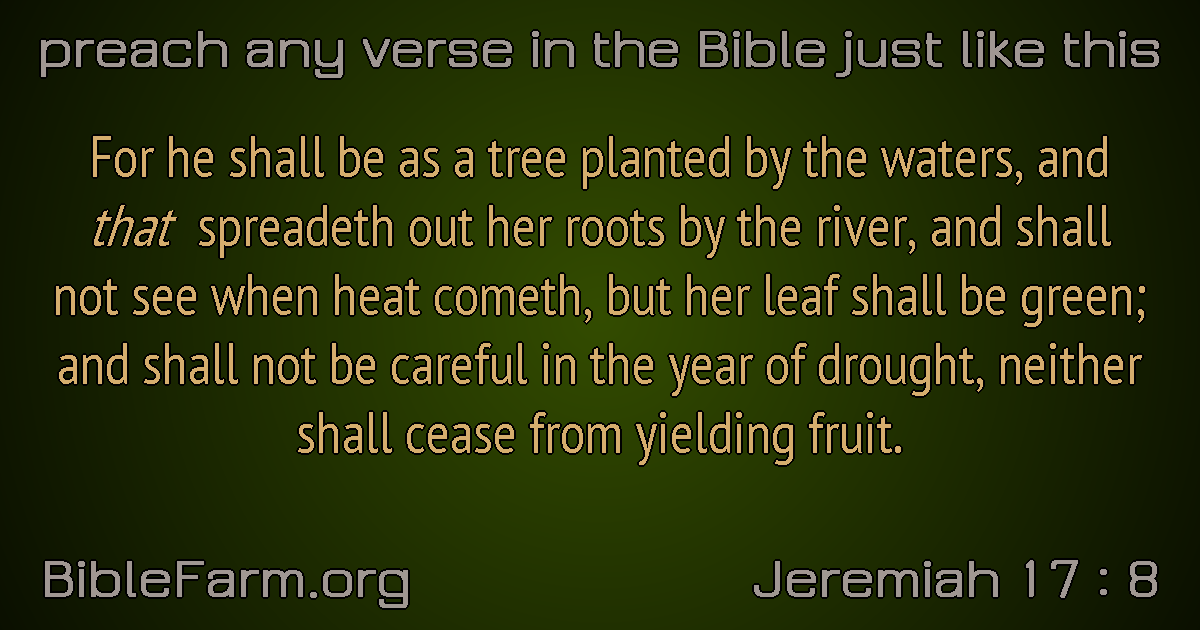 preach any verse in the Bible just like this
For he shall be as a tree planted by the waters, and
that spreadeth out her roots by the river, and shall
not see when heat cometh, but her leaf shall be green;
and shall not be careful in the year of drought, neither
shall cease from yielding fruit.
BibleFarm.org
Jeremiah 17 : 8